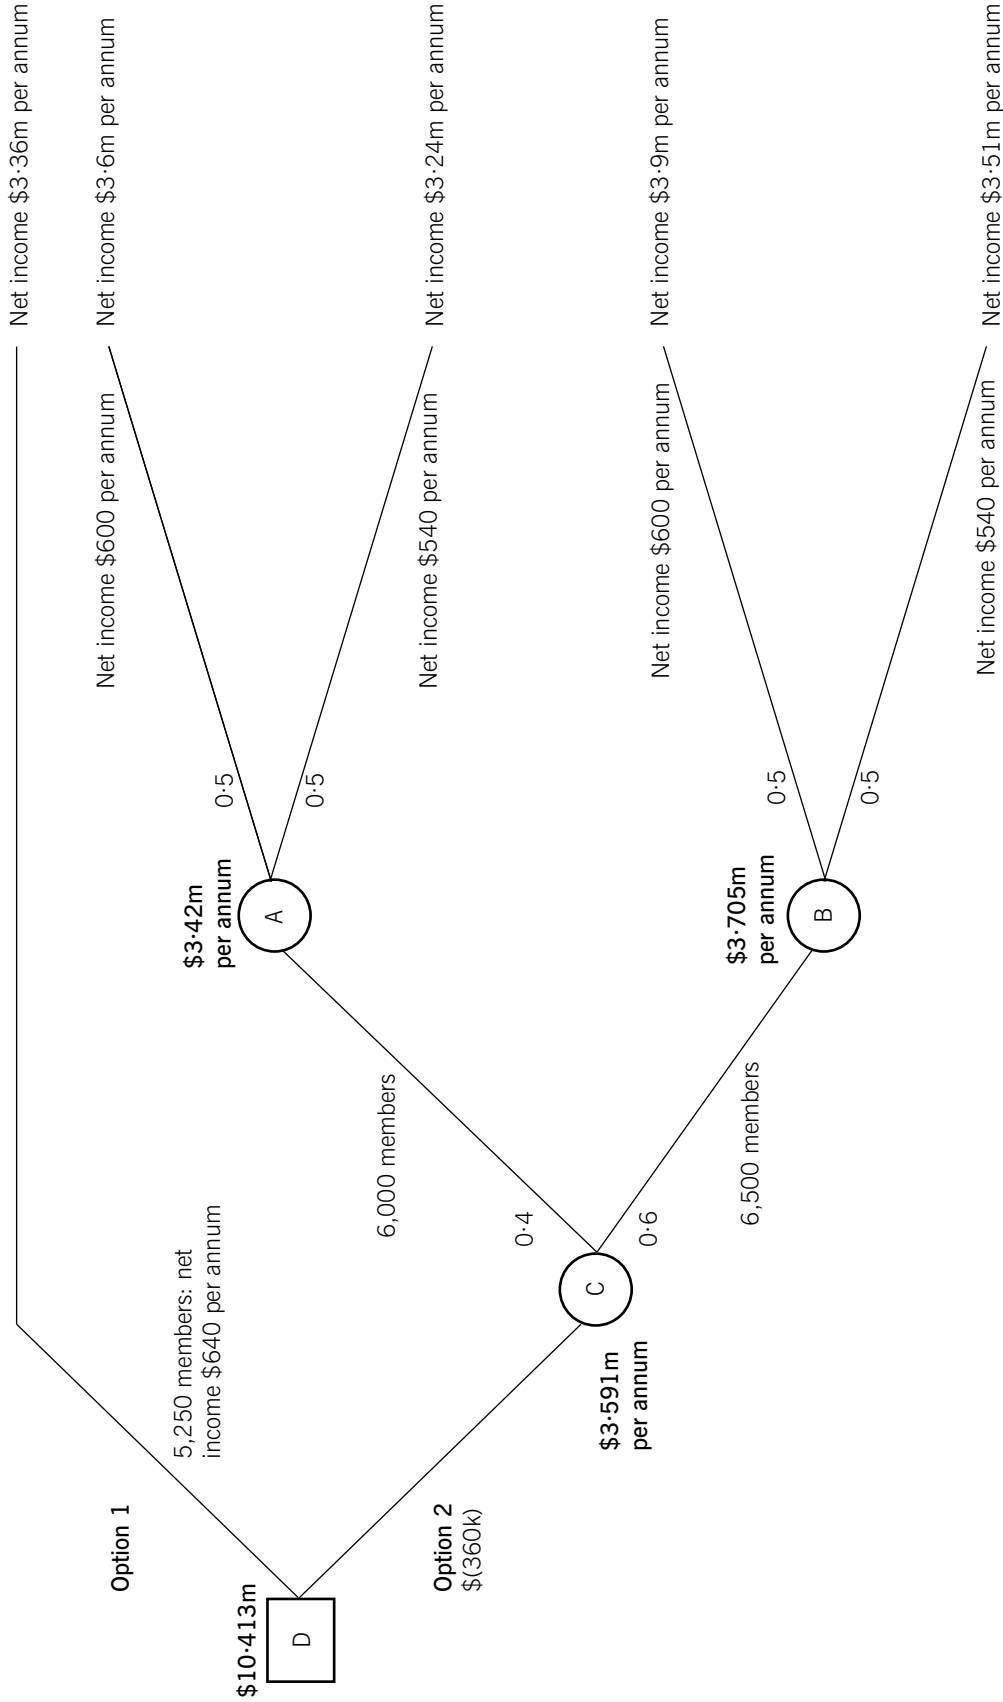 $10·413m
D
Option 1
5,250 members: net
income $640 per annum
Net income $3·36m per annum
Option 2
$(360k)
$3·591m
per annum
C
0·4
6,000 members
0·6
6,500 members
$3·42m
per annum
A
0·5
Net income $600 per annum
Net income $3·6m per annum
0·5
Net income $540 per annum
Net income $3·24m per annum
$3·705m
per annum
B
0·5
Net income $600 per annum
Net income $3·9m per annum
0·5
Net income $540 per annum
Net income $3·51m per annum